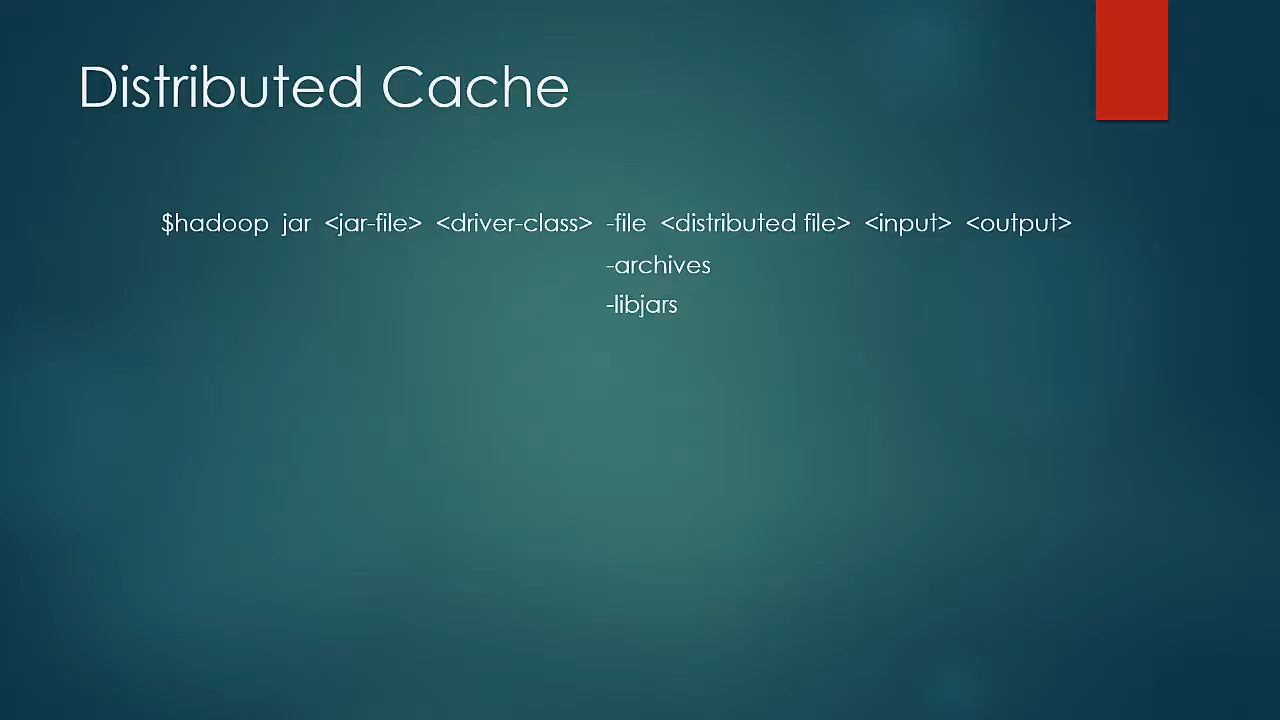 Distributed Cache
$hadoop jar <jar-file> <driver-class> -file <distributed file> <input> <output>
-archives
-libjars